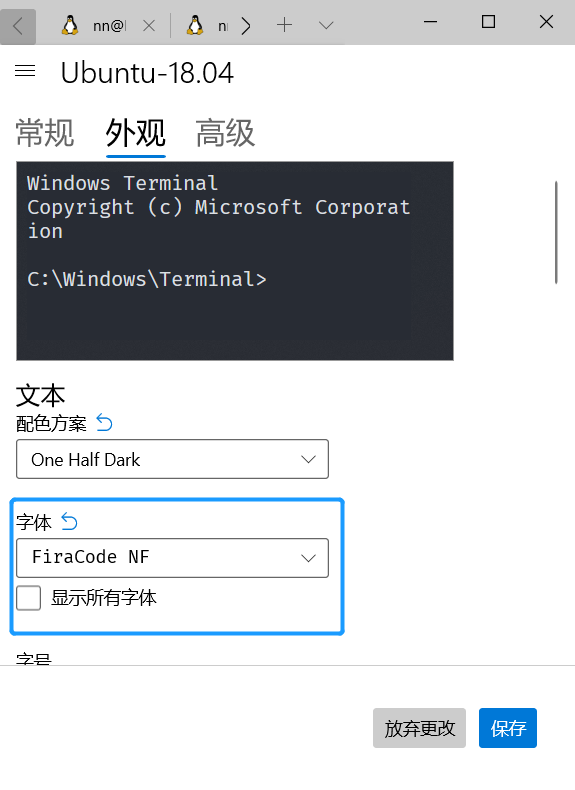 nn@
n
Ubuntu-18.04
常规 外观 高级
Windows Terminal
Copyright (c) Microsoft Corporat
ion
C:\Windows\Terminal>
文本
配色方案
One Half Dark
字体
FiraCode NF
显示所有字体
字号
放弃更改 保存